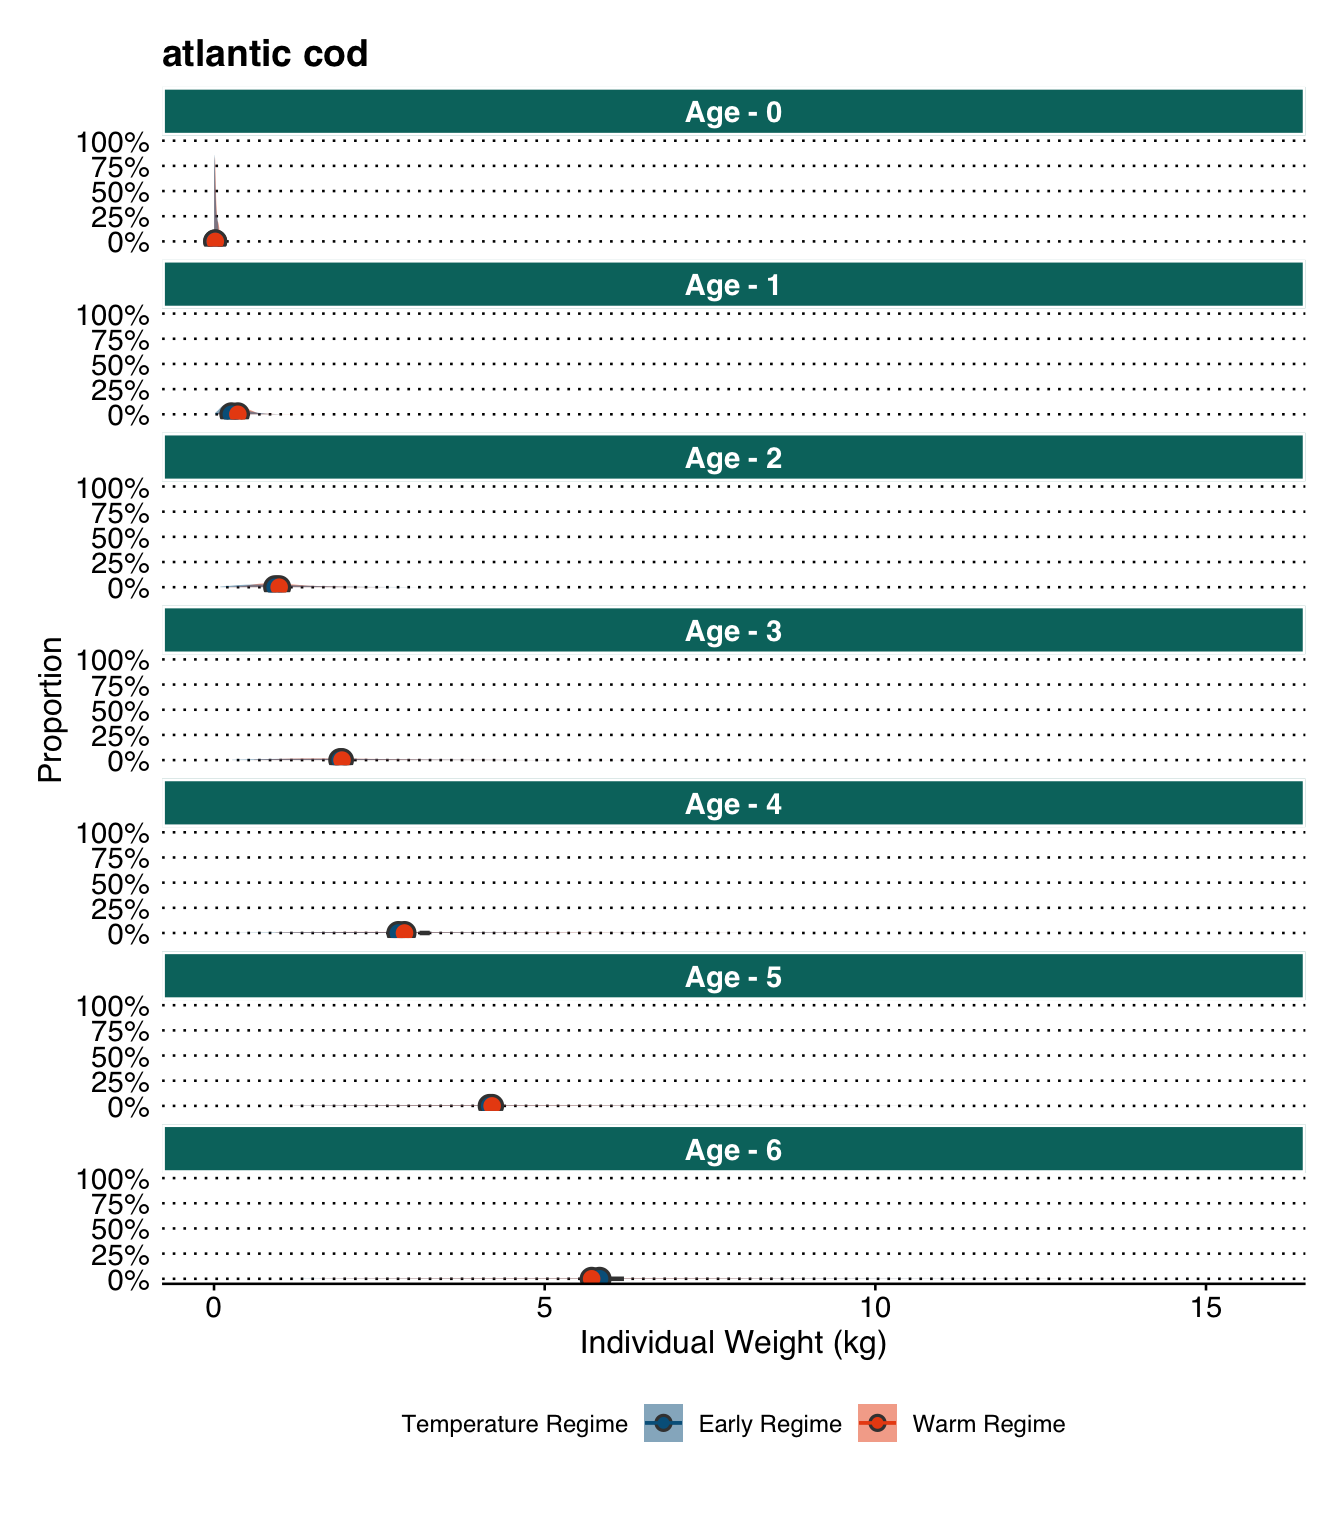 atlantic cod
Age - 0
100%
75%
50%
25%
0%
Age - 1
100%
75%
50%
25%
0%
Age - 2
100%
75%
50%
25%
0%
Age - 3
100%
75%
50%
25%
0%
Age - 4
100%
75%
50%
25%
0%
Age - 5
100%
75%
50%
25%
0%
Age - 6
100%
75%
50%
25%
0%
Proportion
0 5 10 15
Individual Weight (kg)
Temperature Regime Early Regime Warm Regime